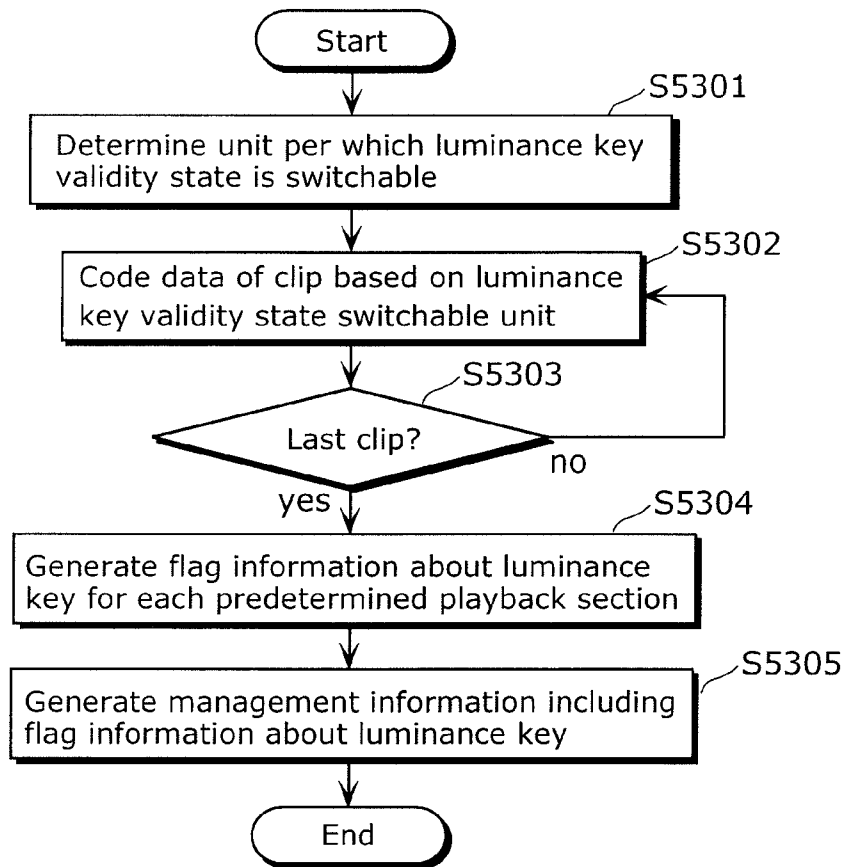 Start
S5301
Determine unit per which luminance key
validity state is switchable
S5302
Code data of clip based on luminance
key validity state switchable unit
S5303
Last clip?
no
yes
S5304
Generate flag information about luminance
key for each predetermined playback section
S5305
Generate management information including
flag information about luminance key
End